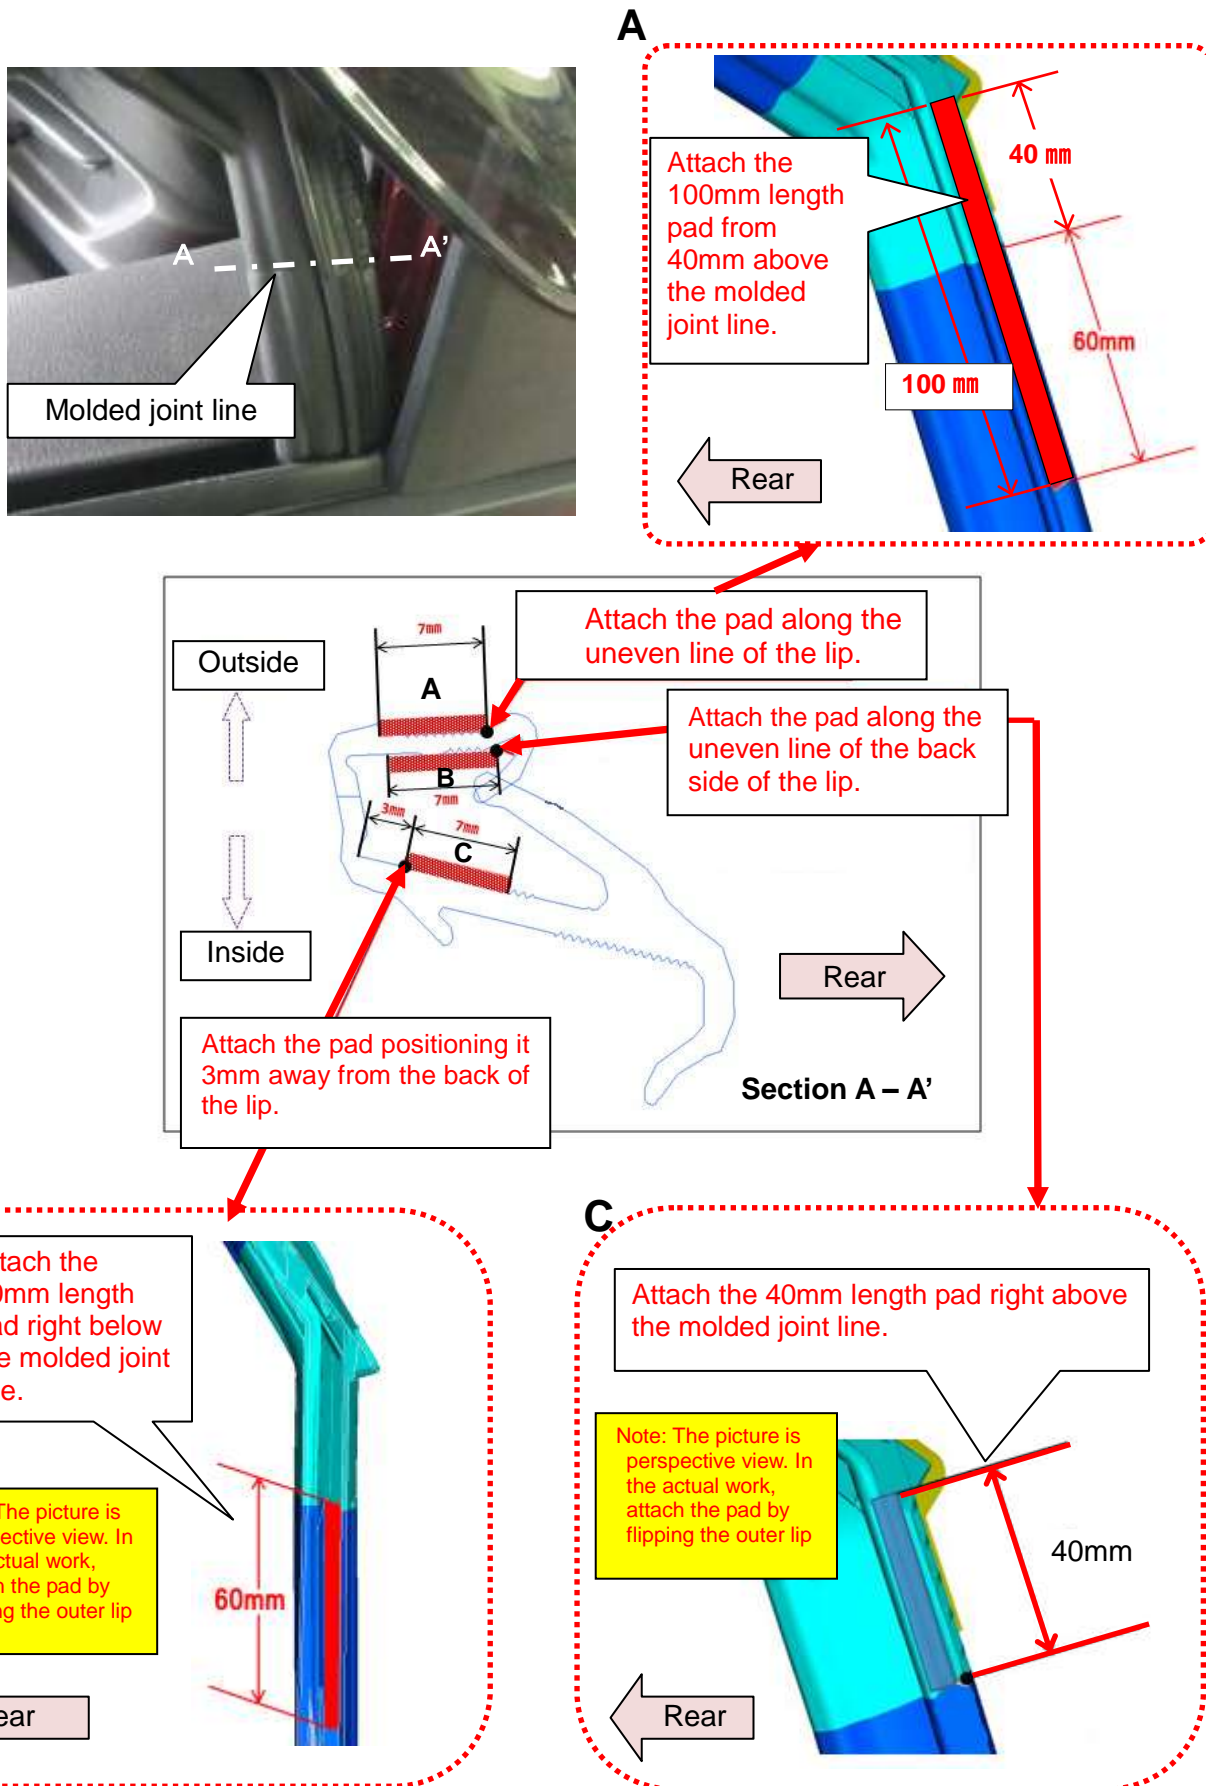 A
A
A'
Molded joint line
Attach the
100mm length
pad from
40mm above
the molded
joint line.
40 mm
60mm
100 mm
Rear
Outside
Inside
7mm
A
B
7mm
3mm
7mm
C
Attach the pad along the
uneven line of the lip.
Attach the pad along the
uneven line of the back
side of the lip.
Rear
Attach the pad positioning it
3mm away from the back of
the lip.
Section A – A'
tach the
mm length
ad right below
e molded joint
e.
The picture is
ective view. In
ctual work,
n the pad by
ng the outer lip
60mm
ear
C
Attach the 40mm length pad right above
the molded joint line.
Note: The picture is
perspective view. In
the actual work,
attach the pad by
flipping the outer lip
40mm
Rear